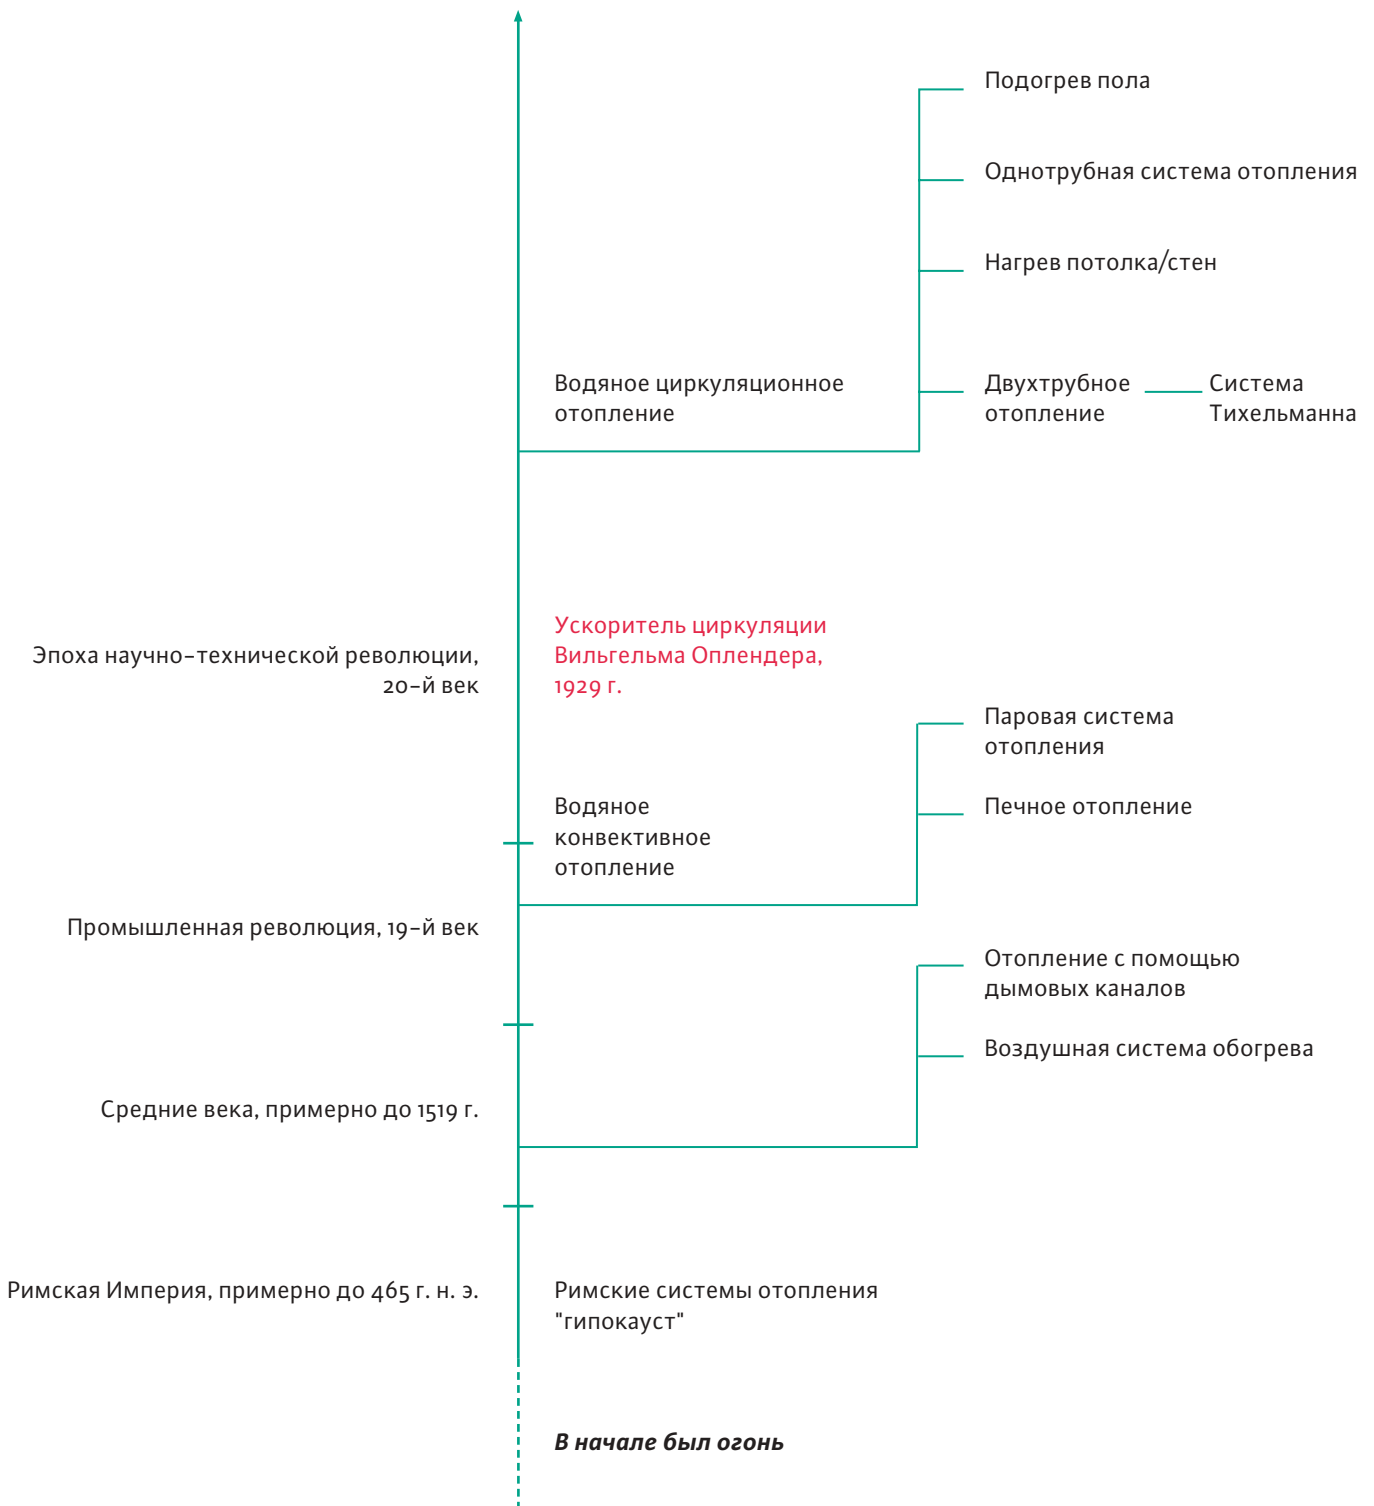 Подогрев пола
Однотрубная система отопления
Нагрев потолка/стен
Водяное циркуляционное
отопление
Двухтрубное
отопление
Система
Тихельманна
Эпоха научно-технической революции,
20-й век
Ускоритель циркуляции
Вильгельма Оплендера,
1929 г.
Паровая система
отопления
Водяное
конвективное
отопление
Печное отопление
Промышленная революция, 19-й век
Отопление с помощью
дымовых каналов
Воздушная система обогрева
Средние века, примерно до 1519 г.
Римская Империя, примерно до 465 г. н. э.
Римские системы отопления
"гипокауст"
В начале был огонь